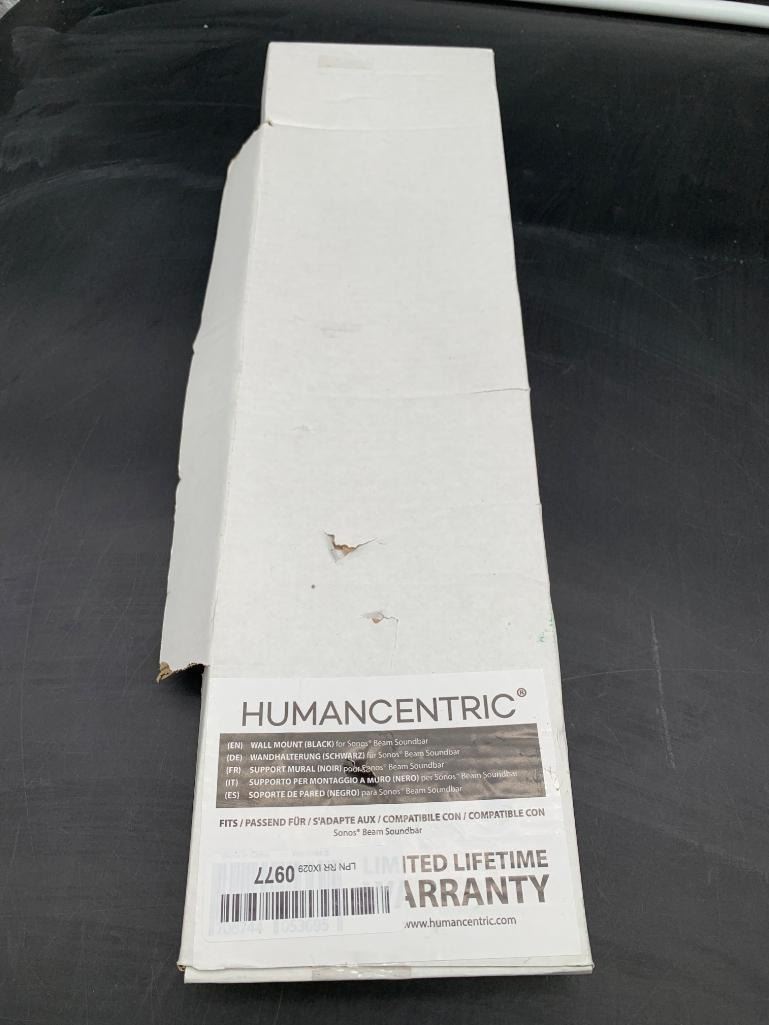 HUMANCENTRIC®
(EN) WALL MOUNT (BLACK) for Sonos® Beam Soundbar
(DE) WANDHALTERUNG (SCHWARZ) für Sonos® Beam Soundbar
(FR) SUPPORT MURAL (NOIR) pour Sonos® Beam Soundbar
(IT) SUPPORTO PER MONTAGGIO A MURO (NERO) per Sonos® Beam Soundbar
(ES) SOPORTE DE PARED (NEGRO) para Sonos® Beam Soundbar
FITS / PASSEND FÜR / S'ADAPTE AUX / COMPATIBILE CON / COMPATIBLE CON
Sonos® Beam Soundbar
LIMITED LIFETIME
WARRANTY
www.humancentric.com
LPN RR IX029 0977